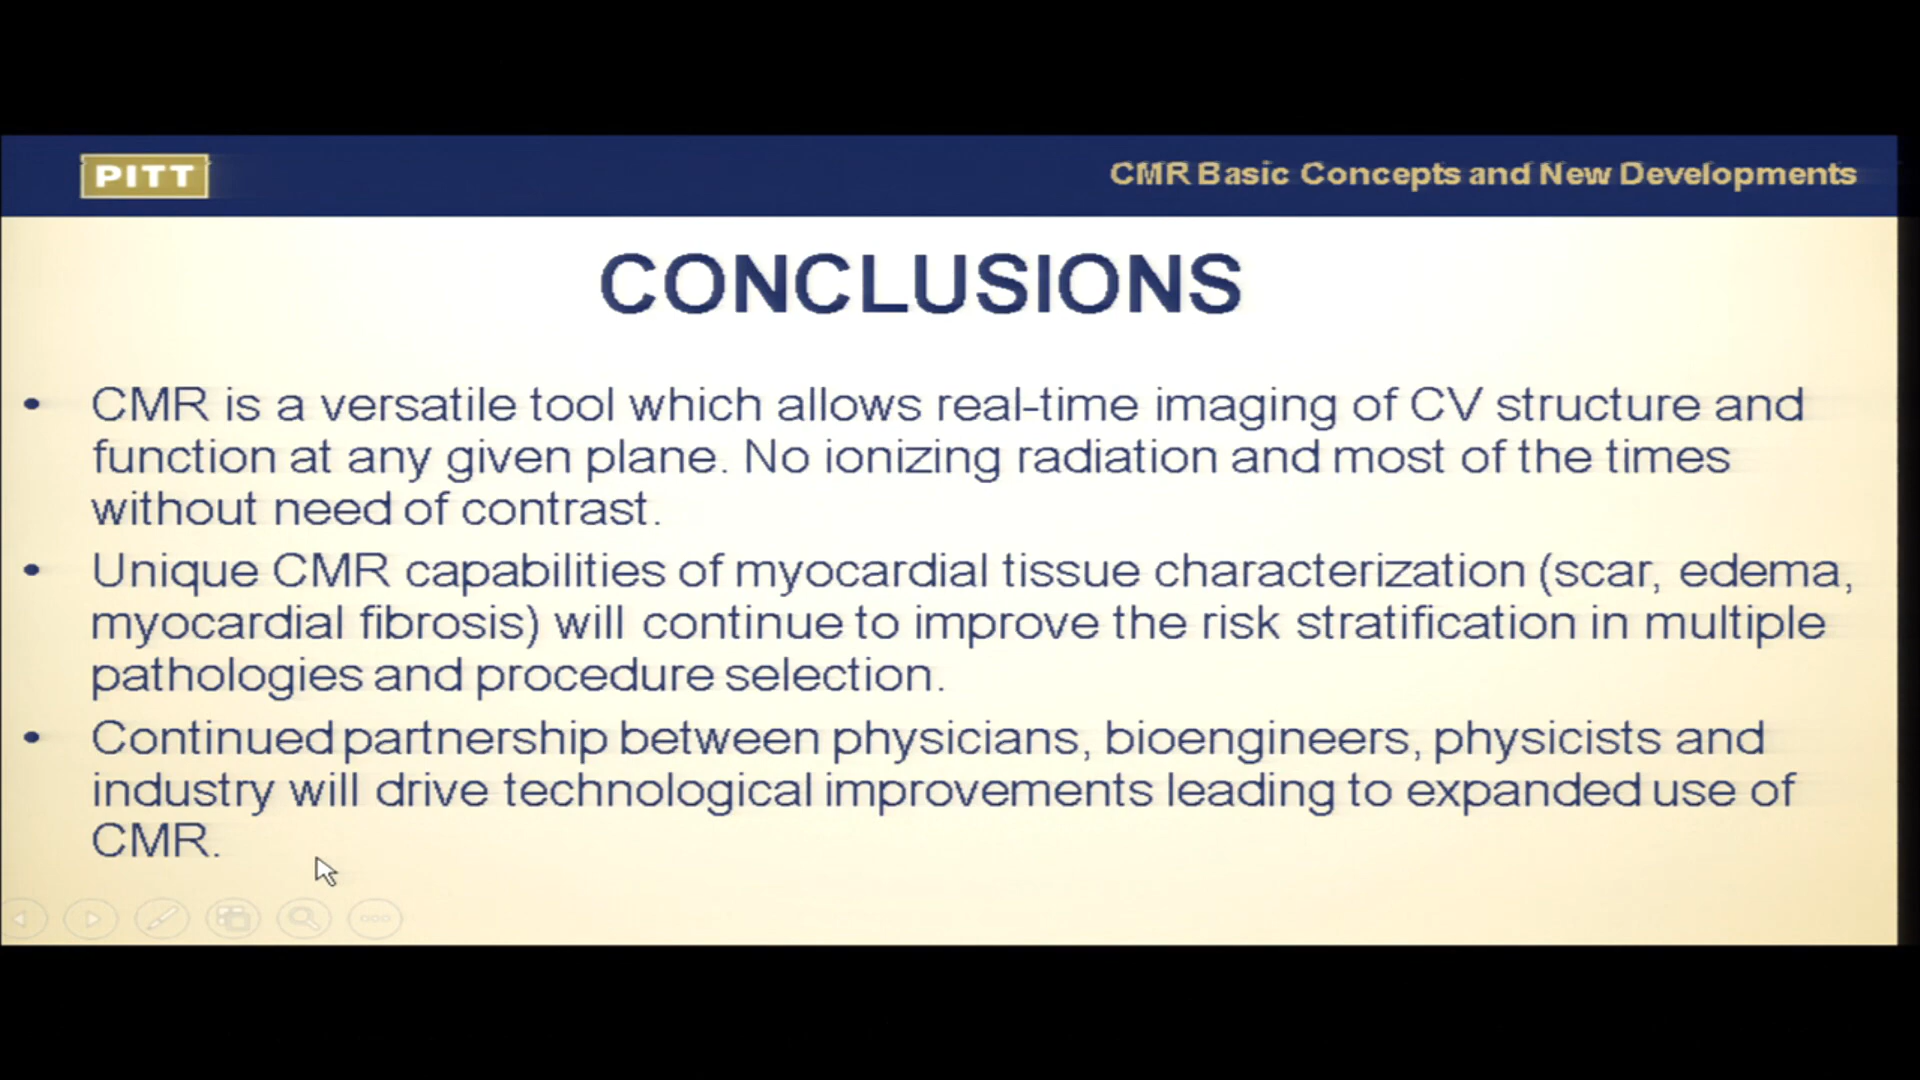 PITT
CMR Basic Concepts and New Developments
CONCLUSIONS
• CMR is a versatile tool which allows real-time imaging of CV structure and
function at any given plane. No ionizing radiation and most of the times
without need of contrast.
• Unique CMR capabilities of myocardial tissue characterization (scar, edema,
myocardial fibrosis) will continue to improve the risk stratification in multiple
pathologies and procedure selection.
• Continued partnership between physicians, bioengineers, physicists and
industry will drive technological improvements leading to expanded use of
CMR.